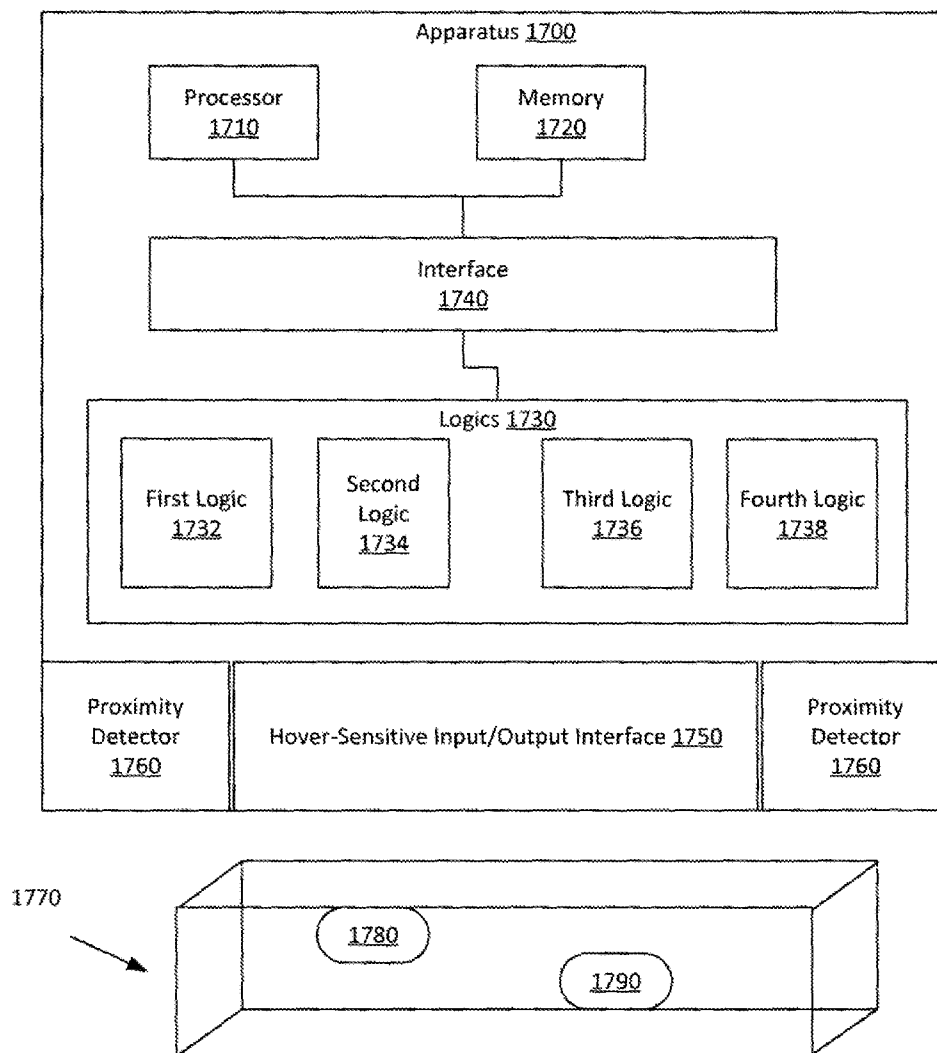 Apparatus 1700
Processor
1710
Memory
1720
Interface
1740
Logics 1730
First Logic
1732
Second
Logic
1734
Third Logic
1736
Fourth Logic
1738
Proximity
Detector
1760
Hover-Sensitive Input/Output Interface 1750
Proximity
Detector
1760
1770
1780
1790